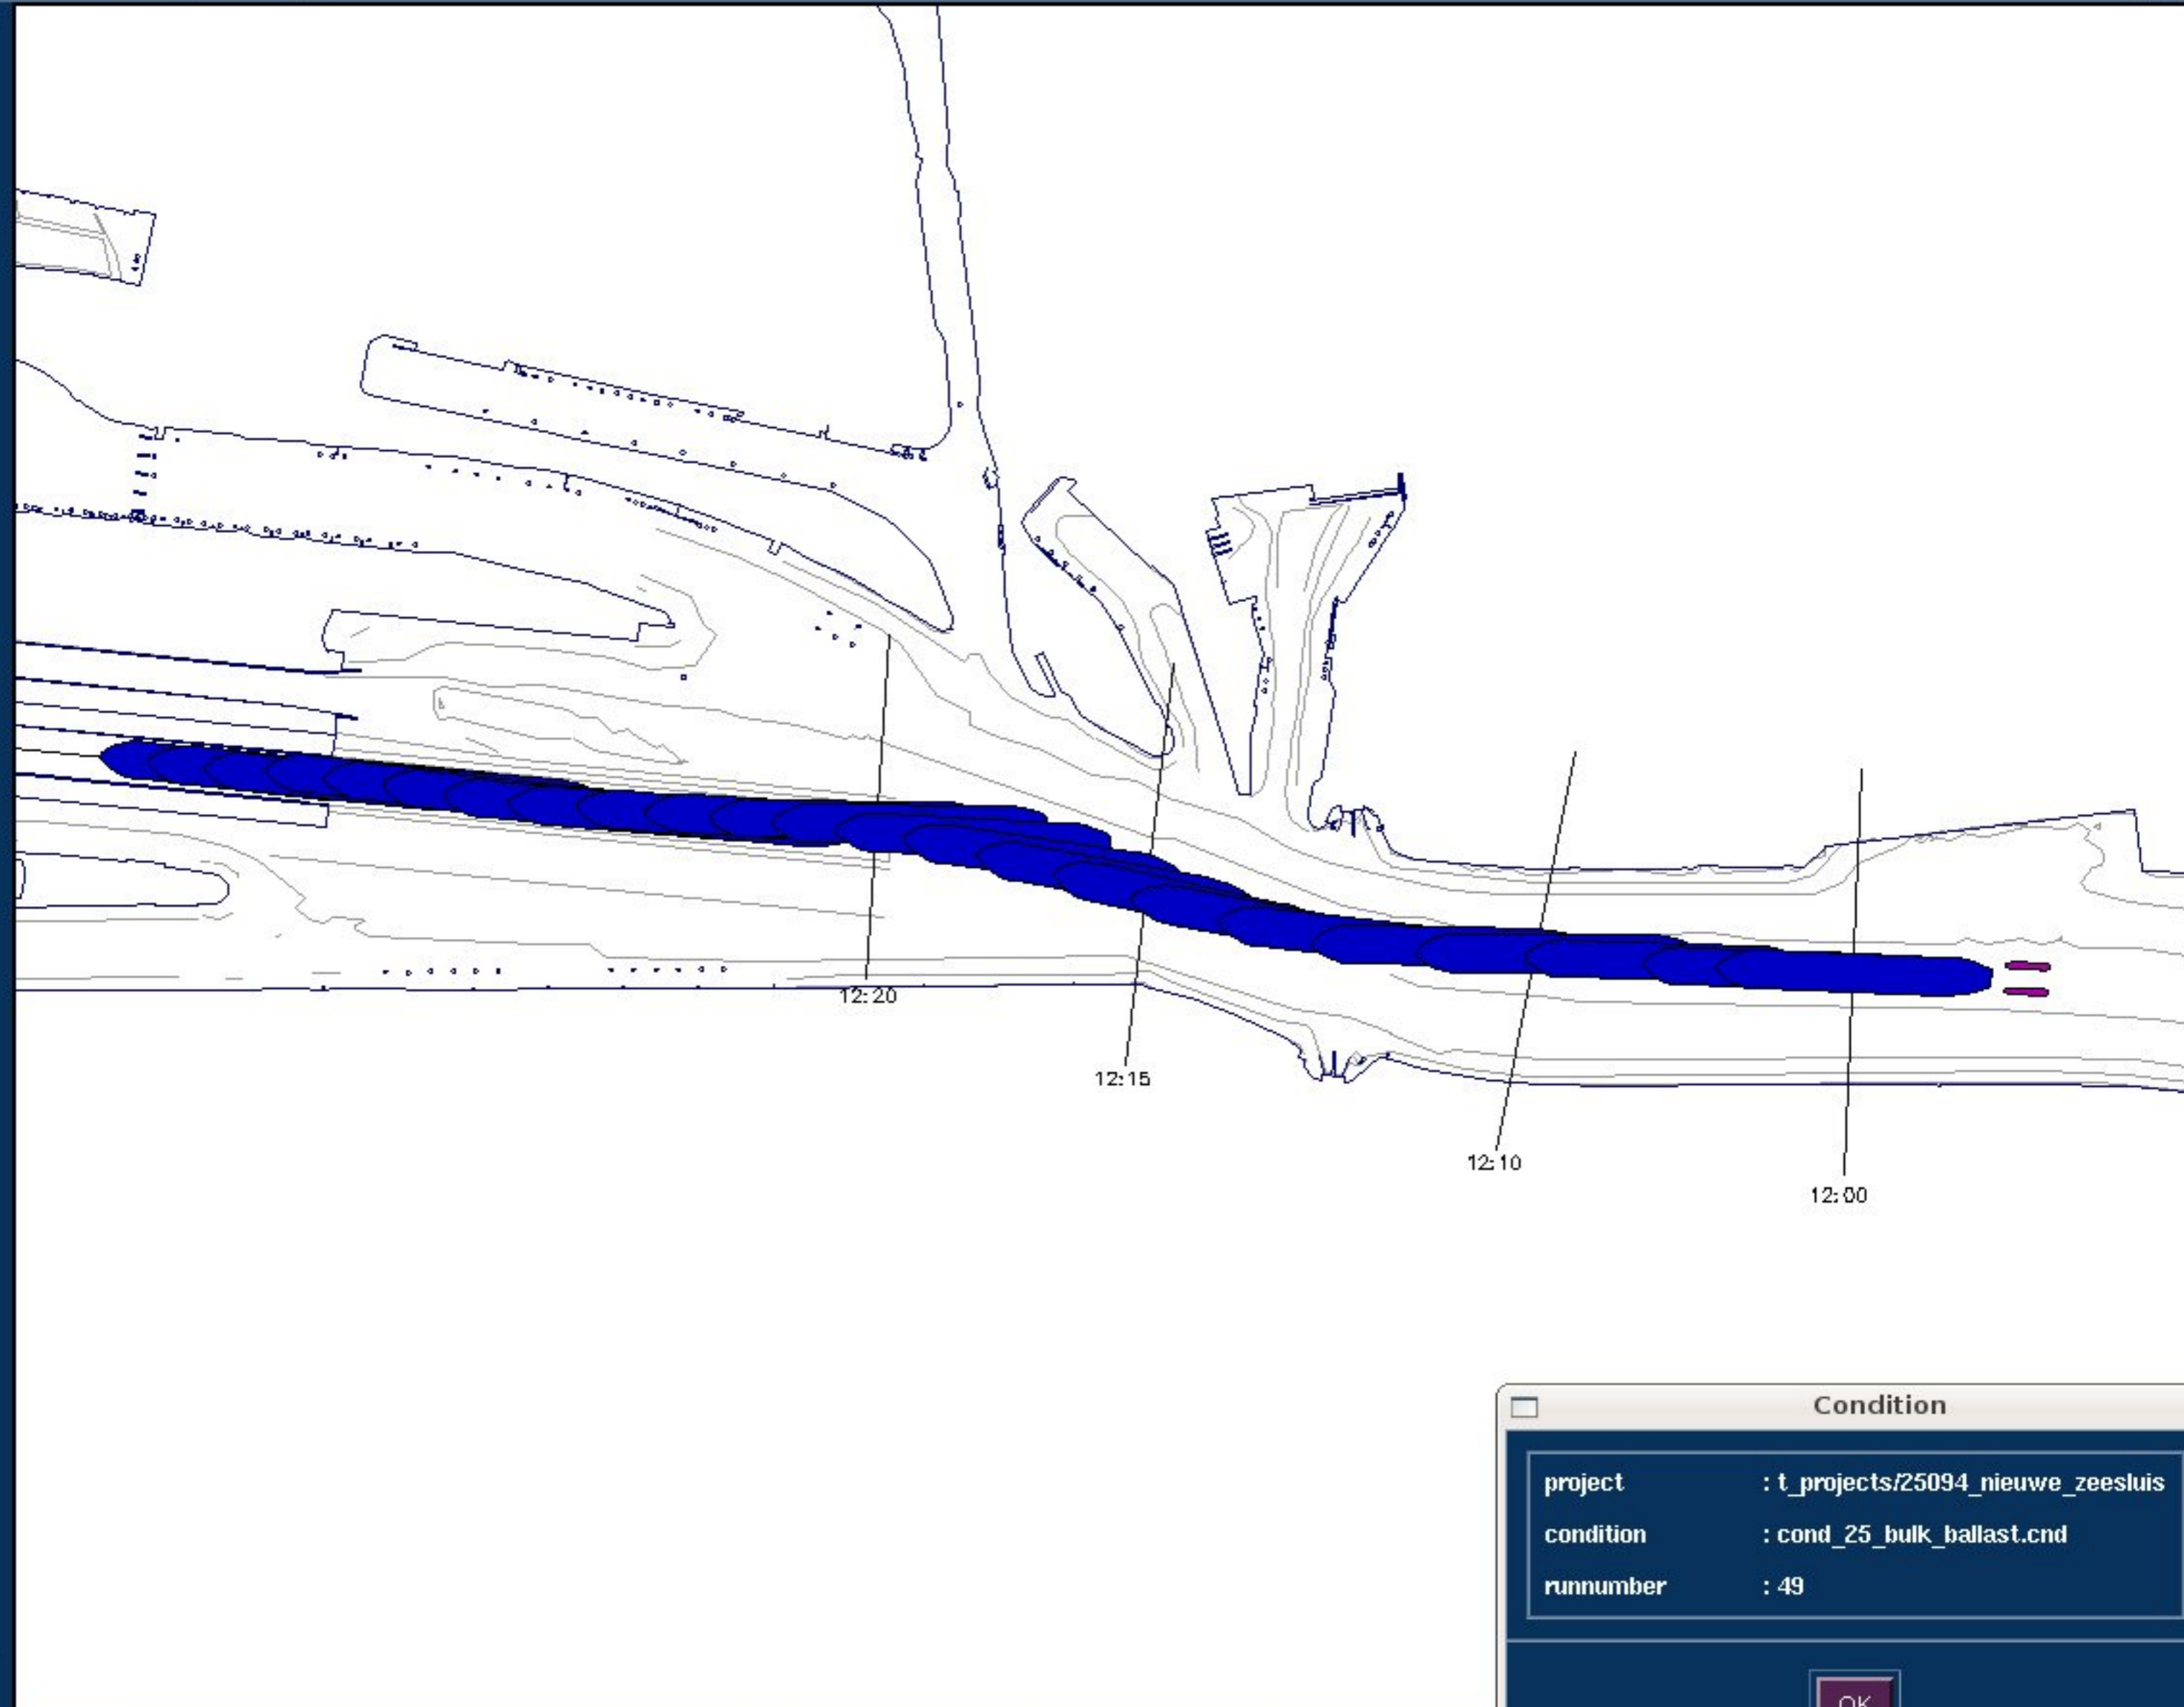 12:20
12:15
12:10
12:00
Condition
project : t_projects/25094_nieuwe_zeesluis
condition : cond_25_bulk_ballast.cnd
runnumber : 49
OK